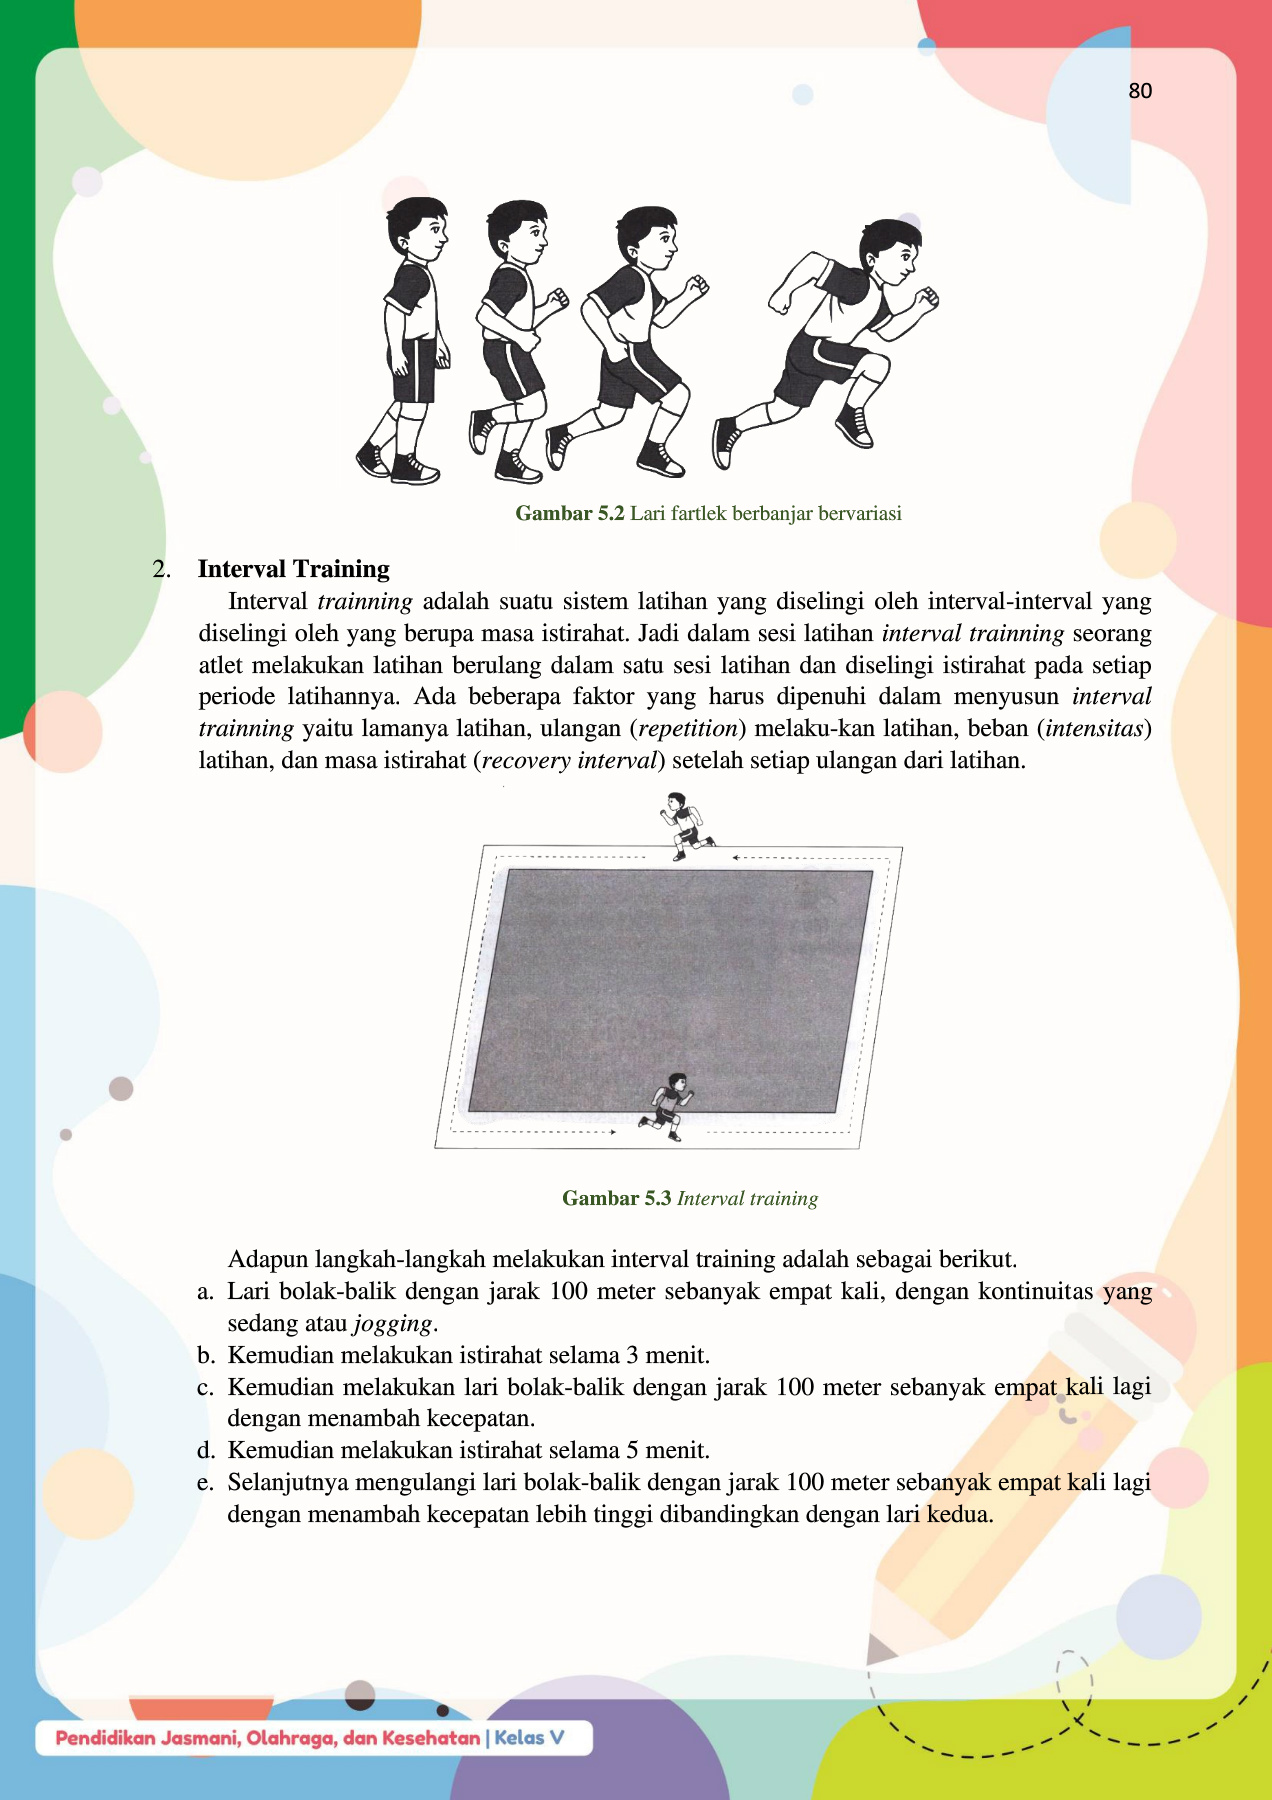 80
Gambar 5.2 Lari fartlek berbanjar bervariasi
2. Interval Training
Interval trainning adalah suatu sistem latihan yang diselingi oleh interval-interval yang
diselingi oleh yang berupa masa istirahat. Jadi dalam sesi latihan interval trainning seorang
atlet melakukan latihan berulang dalam satu sesi latihan dan diselingi istirahat pada setiap
periode latihannya. Ada beberapa faktor yang harus dipenuhi dalam menyusun interval
trainning yaitu lamanya latihan, ulangan (repetition) melaku-kan latihan, beban (intensitas)
latihan, dan masa istirahat (recovery interval) setelah setiap ulangan dari latihan.
Gambar 5.3 Interval training
Adapun langkah-langkah melakukan interval training adalah sebagai berikut.
a. Lari bolak-balik dengan jarak 100 meter sebanyak empat kali, dengan kontinuitas yang
sedang atau jogging.
b. Kemudian melakukan istirahat selama 3 menit.
c. Kemudian melakukan lari bolak-balik dengan jarak 100 meter sebanyak empat kali lagi
dengan menambah kecepatan.
d. Kemudian melakukan istirahat selama 5 menit.
e. Selanjutnya mengulangi lari bolak-balik dengan jarak 100 meter sebanyak empat kali lagi
dengan menambah kecepatan lebih tinggi dibandingkan dengan lari kedua.
Pendidikan Jasmani, Olahraga, dan Kesehatan | Kelas V